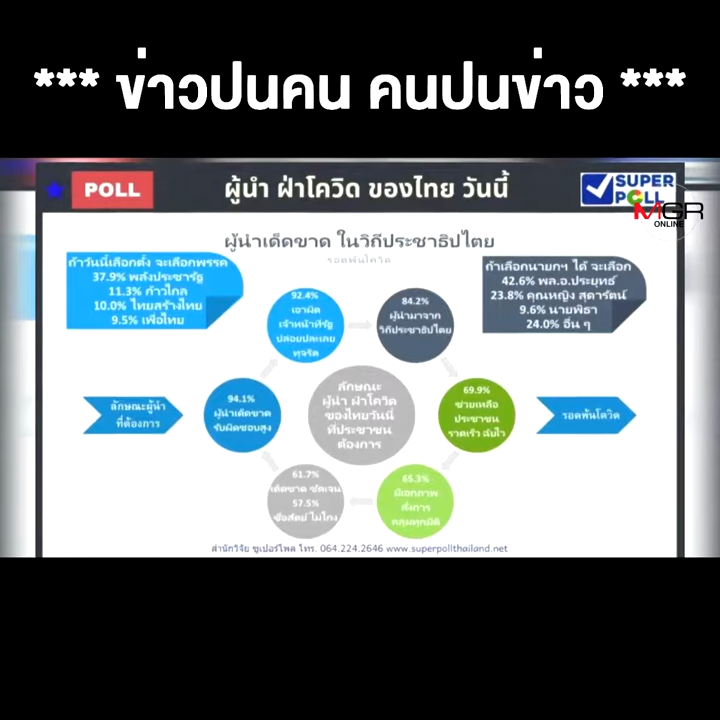 *** ข่าวปนคน คนปนข่าว ***
POLL
ผู้นำ ฝ่าโควิด ของไทย วันนี้
SUPER
POLL
MGR
ONLINE
ผู้นำเด็ดขาด ในวิถีประชาธิปไตย
รอดพ้นโควิด
ถ้าวันนี้เลือกตั้ง จะเลือกพรรค
37.9% พลังประชารัฐ
11.3% ก้าวไกล
10.0% ไทยสร้างไทย
9.5% เพื่อไทย
ถ้าเลือกนายกฯ ได้ จะเลือก
42.6% พล.อ.ประยุทธ์
23.8% คุณหญิง สุดารัตน์
9.6% นายพิธา
24.0% อื่น ๆ
92.4%
เอาผิด
เจ้าหน้าที่รัฐ
ปล่อยปละเลย
ทุจริต
84.2%
ผู้นำมาจาก
วิถีประชาธิปไตย
ลักษณะผู้นำ
ที่ต้องการ
94.1%
ผู้นำเด็ดขาด
รับผิดชอบสูง
ลักษณะ
ผู้นำ ฝ่าโควิด
ของไทยวันนี้
ที่ประชาชน
ต้องการ
69.9%
ช่วยเหลือ
ประชาชน
รวดเร็ว ฉับไว
รอดพ้นโควิด
61.7%
เด็ดขาด ชัดเจน
57.5%
ซื่อสัตย์ ไม่โกง
65.3%
มีเอกภาพ
สั่งการ
คลุมทุกมิติ
สำนักวิจัย ซูเปอร์โพล โทร. 064.224.2646 www.superpollthailand.net